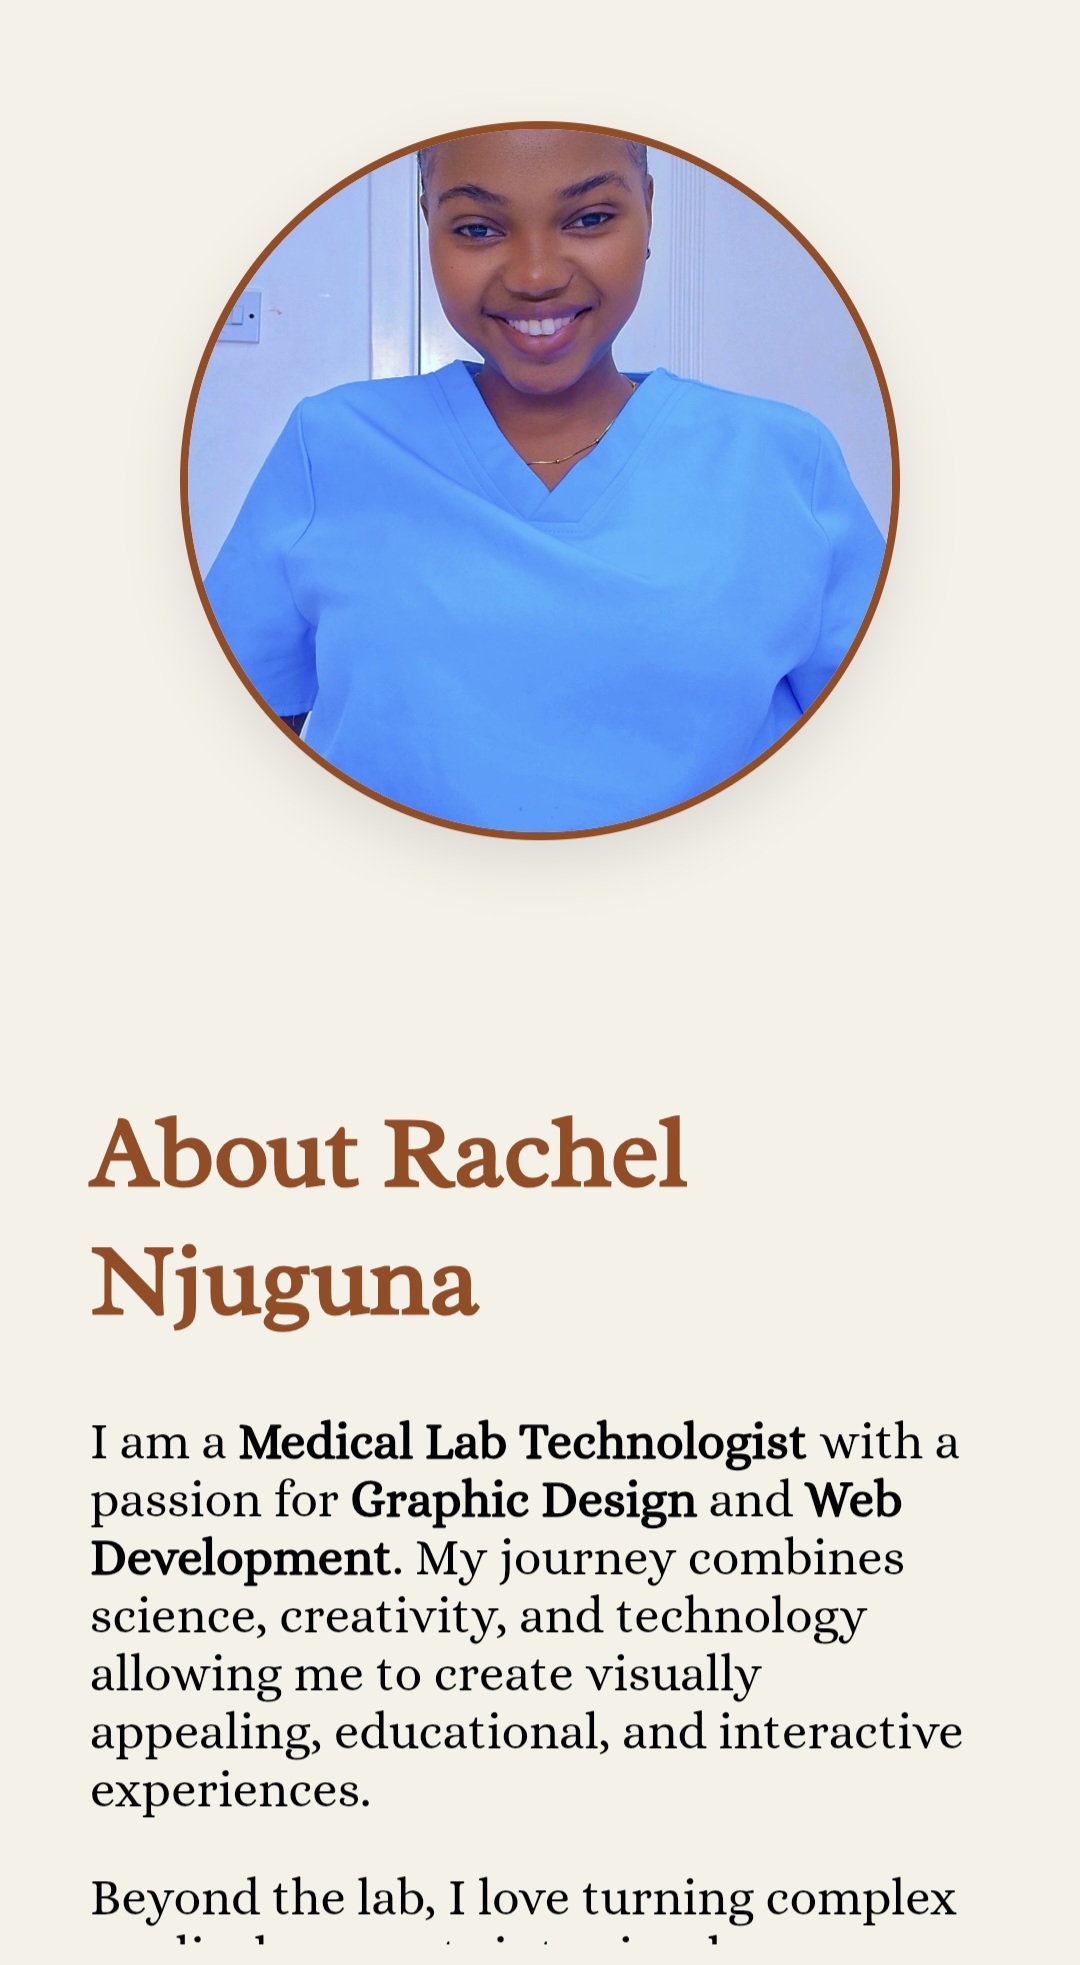 About Rachel
Njuguna
I am a Medical Lab Technologist with a
passion for Graphic Design and Web
Development. My journey combines
science, creativity, and technology
allowing me to create visually
appealing, educational, and interactive
experiences.
Beyond the lab, I love turning complex